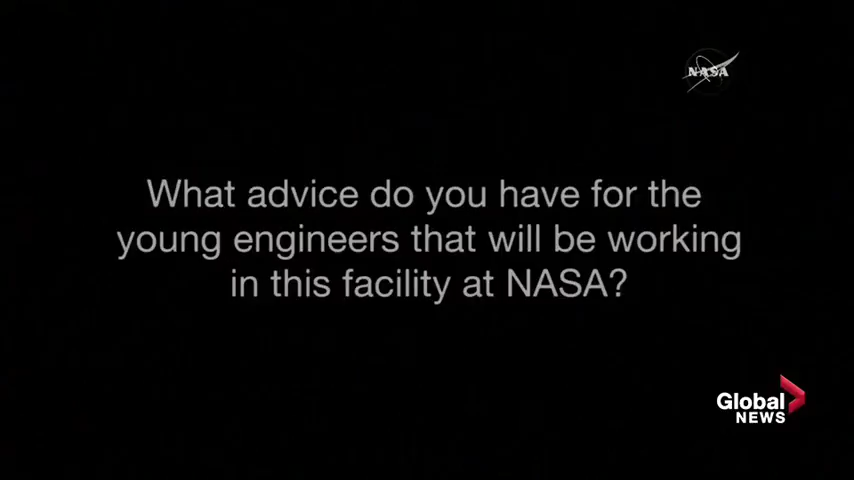 NASA
What advice do you have for the
young engineers that will be working
in this facility at NASA?
Global
NEWS